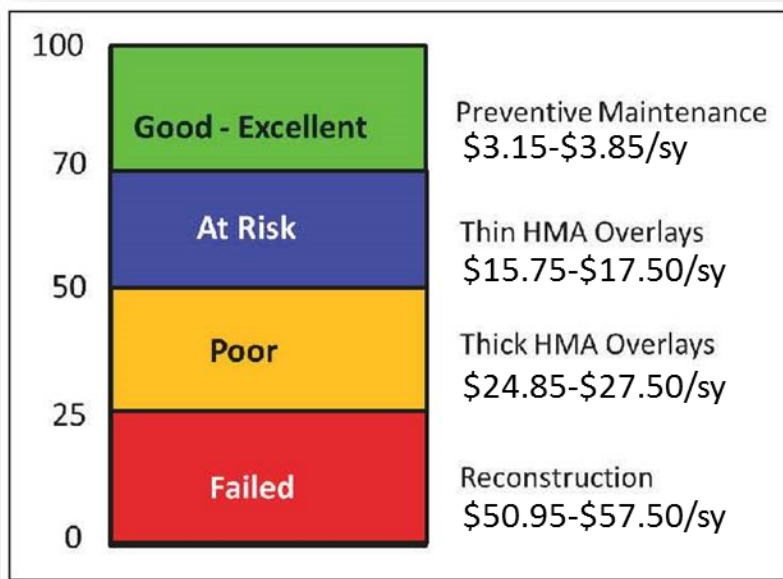 100
Good - Excellent
Preventive Maintenance
$3.15-$3.85/sy
70
At Risk
Thin HMA Overlays
$15.75-$17.50/sy
50
Poor
Thick HMA Overlays
$24.85-$27.50/sy
25
Failed
Reconstruction
$50.95-$57.50/sy
0